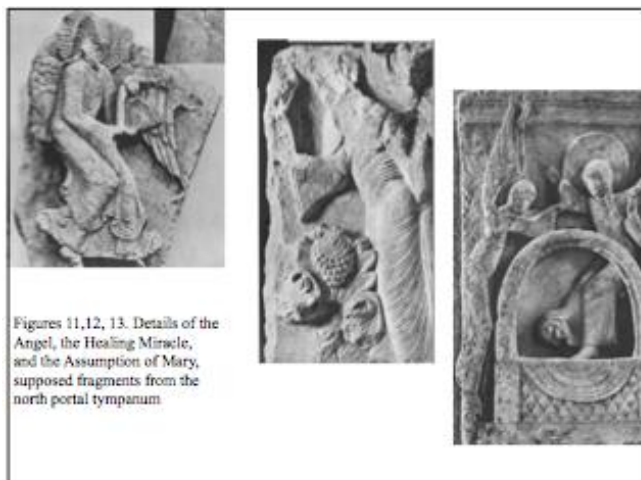 Figures 11,12, 13. Details of the
Angel, the Healing Miracle,
and the Assumption of Mary,
supposed fragments from the
north portal tympanum